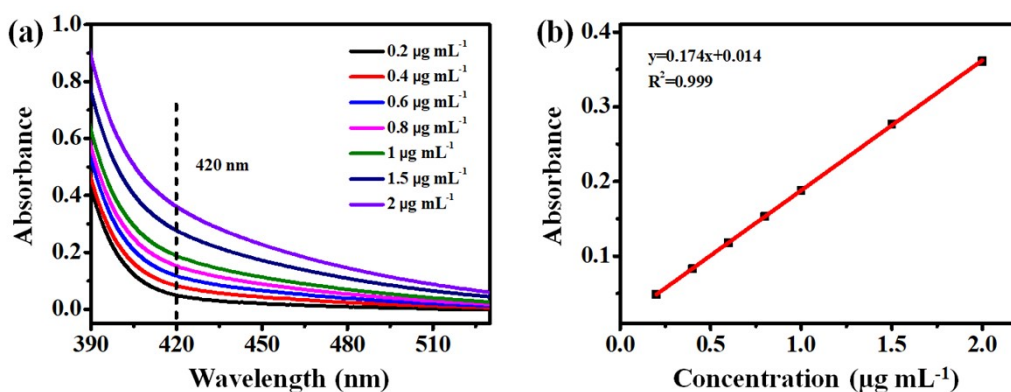 (a)
1.0
0.8
0.6
0.4
0.2
0.0
Absorbance
0.2 µg mL⁻¹
0.4 µg mL⁻¹
0.6 µg mL⁻¹
0.8 µg mL⁻¹
1 µg mL⁻¹
1.5 µg mL⁻¹
2 µg mL⁻¹
420 nm
390 420 450 480 510
Wavelength (nm)
(b)
0.4
0.3
0.2
0.1
Absorbance
y=0.174x+0.014
R²=0.999
0.0 0.5 1.0 1.5 2.0
Concentration (µg mL⁻¹)